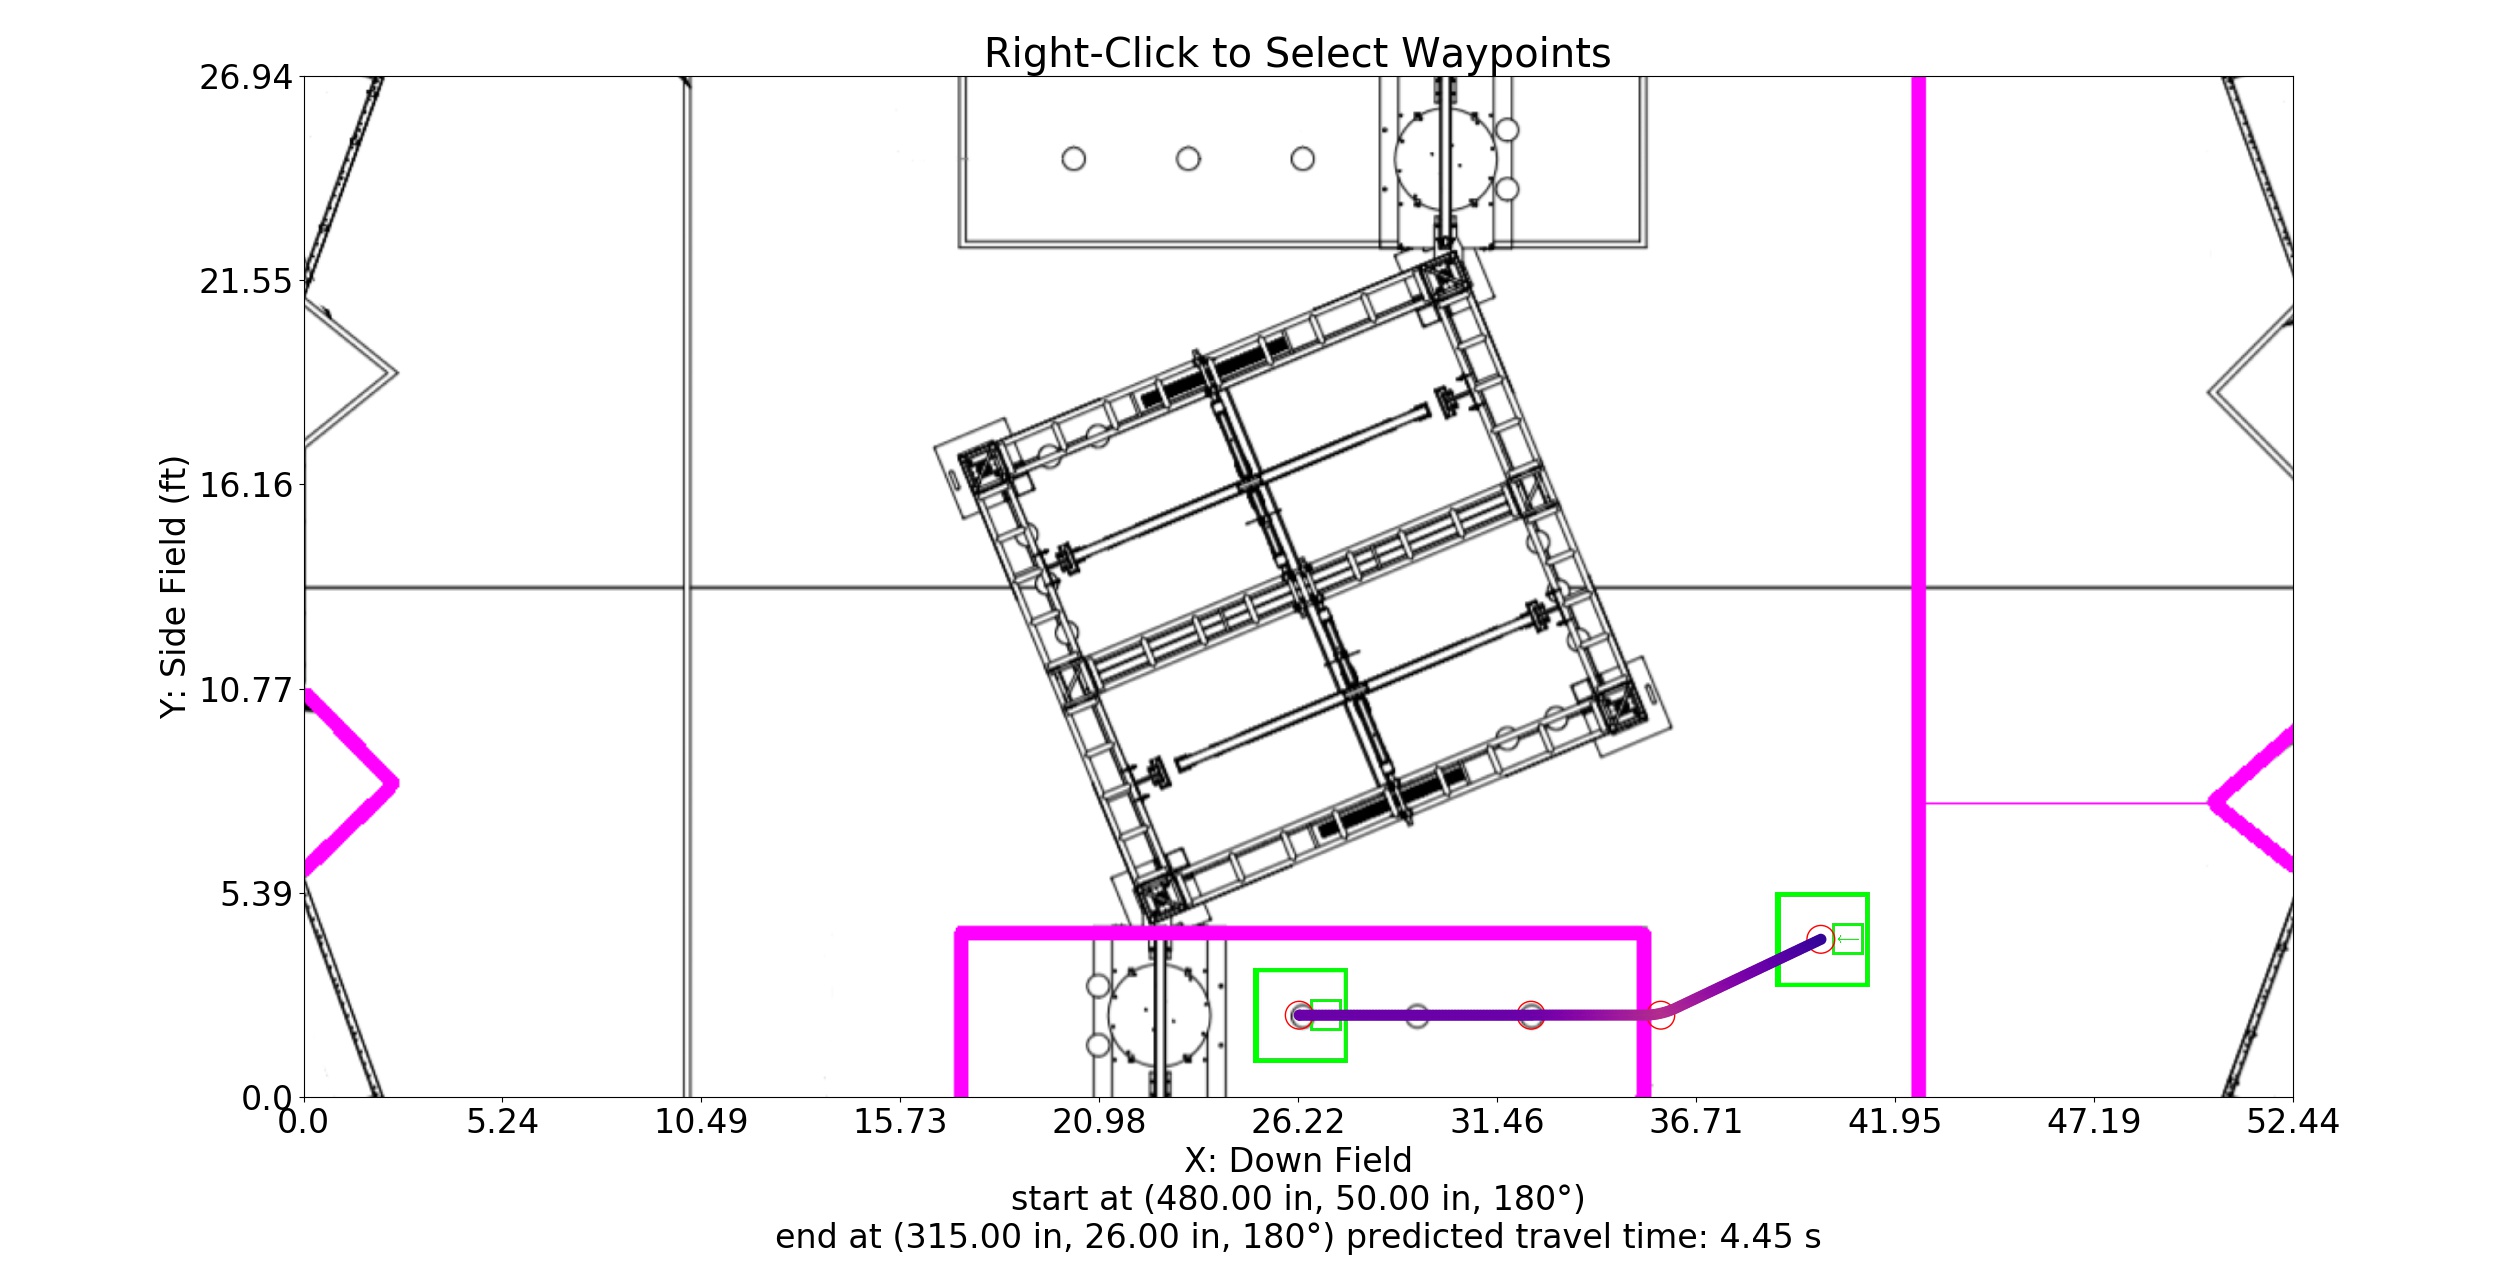 Right-Click to Select Waypoints
26.94
21.55
16.16
10.77
5.39
0.0
Y: Side Field (ft)
0.0 5.24 10.49 15.73 20.98 26.22 31.46 36.71 41.95 47.19 52.44
X: Down Field
start at (480.00 in, 50.00 in, 180°)
end at (315.00 in, 26.00 in, 180°) predicted travel time: 4.45 s